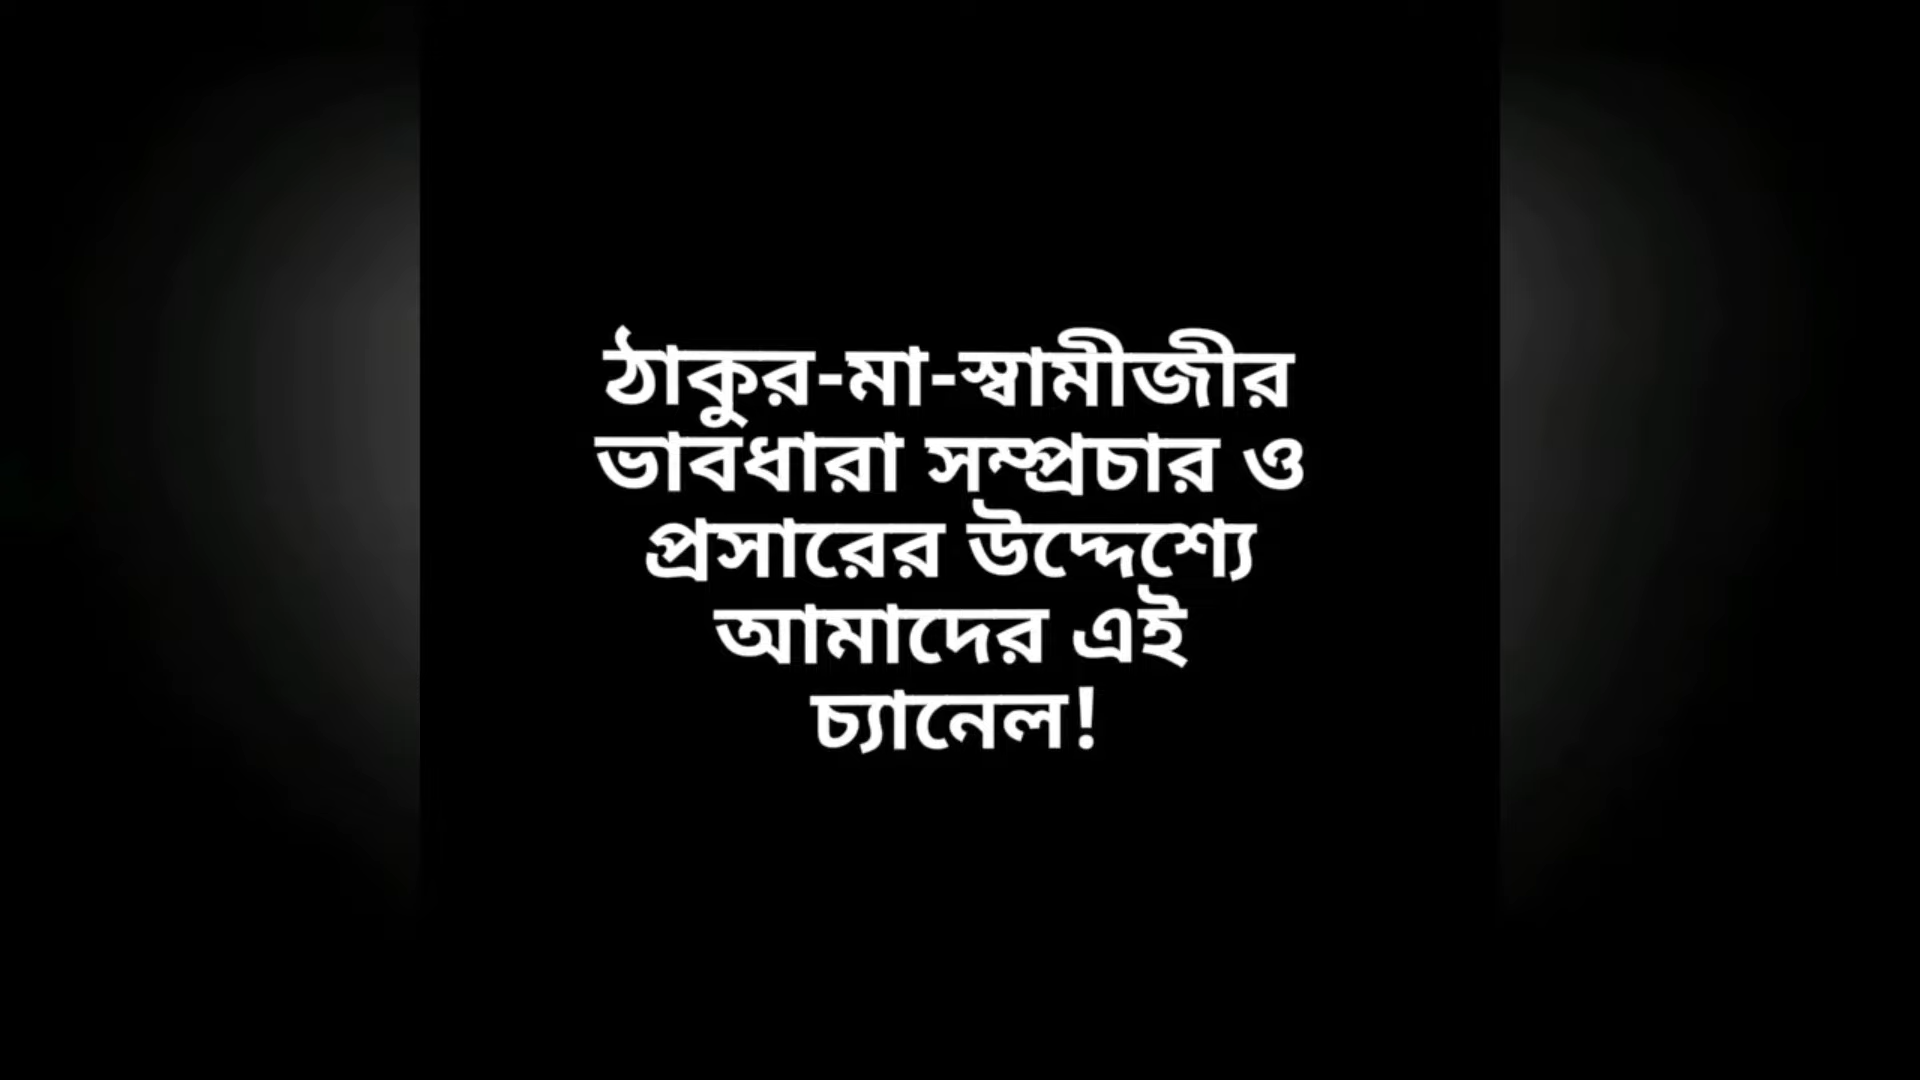 ঠাকুর-মা-স্বামীজীর
ভাবধারা সম্প্রচার ও
প্রসারের উদ্দেশ্যে
আমাদের এই
চ্যানেল!